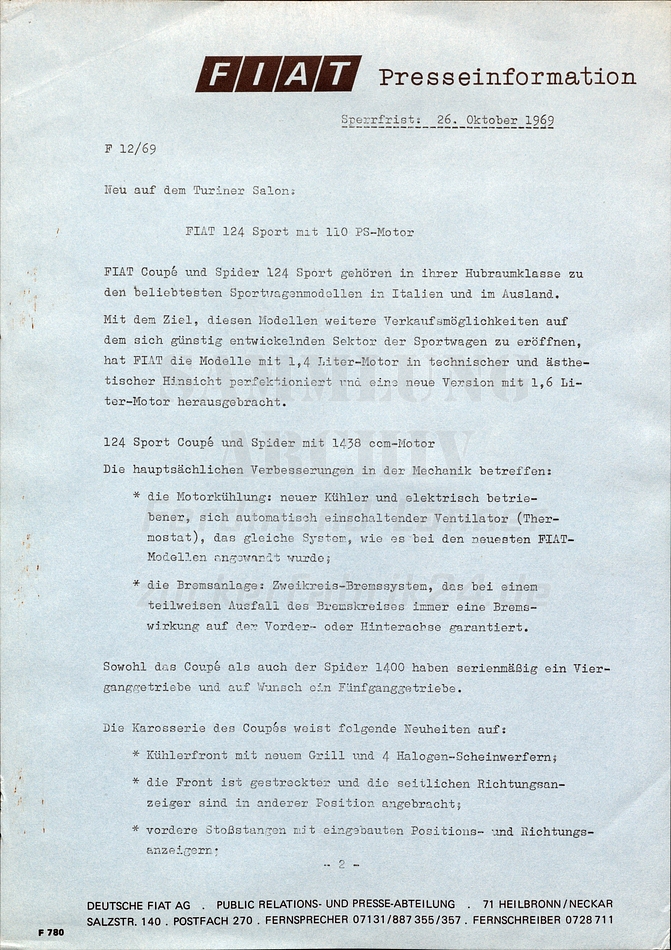 FIAT Presseinformation
Sperrfrist: 26. Oktober 1969
F 12/69
Neu auf dem Turiner Salon:
FIAT 124 Sport mit 110 PS-Motor
FIAT Coupé und Spider 124 Sport gehören in ihrer Hubraumklasse zu
den beliebtesten Sportwagenmodellen in Italien und im Ausland.
Mit dem Ziel, diesen Modellen weitere Verkaufsmöglichkeiten auf
dem sich günstig entwickelnden Sektor der Sportwagen zu eröffnen,
hat FIAT die Modelle mit 1,4 Liter-Motor in technischer und ästhe-
tischer Hinsicht perfektioniert und eine neue Version mit 1,6 Li-
ter-Motor herausgebracht.
SAMMLUNG
ARCHIV
124 Sport Coupé und Spider mit 1438 ccm-Motor
Die hauptsächlichen Verbesserungen in der Mechanik betreffen:
* die Motorkühlung: neuer Kühler und elektrisch betrie-
bener, sich automatisch einschaltender Ventilator (Ther-
mostat), das gleiche System, wie es bei den neuesten FIAT-
Modellen angewandt wurde;
* die Bremsanlage: Zweikreis-Bremssystem, das bei einem
teilweisen Ausfall des Bremskreises immer eine Brems-
wirkung auf der Vorder- oder Hinterachse garantiert.
Sowohl das Coupé als auch der Spider 1400 haben serienmäßig ein Vier-
ganggetriebe und auf Wunsch ein Fünfganggetriebe.
Die Karosserie des Coupés weist folgende Neuheiten auf:
* Kühlerfront mit neuem Grill und 4 Halogen-Scheinwerfern;
* die Front ist gestreckter und die seitlichen Richtungsan-
zeiger sind in anderer Position angebracht;
* vordere Stoßstangen mit eingebauten Positions- und Richtungs-
anzeigern;
- 2 -
DEUTSCHE FIAT AG . PUBLIC RELATIONS- UND PRESSE-ABTEILUNG . 71 HEILBRONN/NECKAR
SALZSTR. 140 . POSTFACH 270 . FERNSPRECHER 07131/887355/357 . FERNSCHREIBER 0728711
F 780